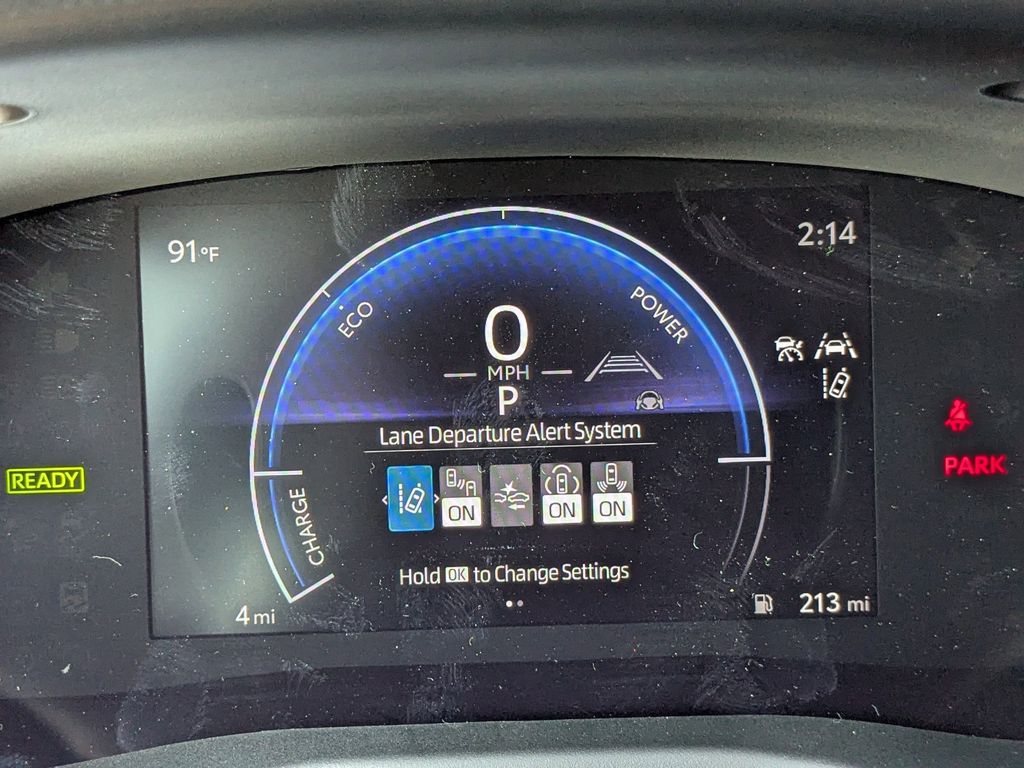 91°F
2:14
ECO
POWER
0
MPH
P
Lane Departure Alert System
READY
PARK
ON
ON
ON
CHARGE
Hold OK to Change Settings
4 mi
213 mi